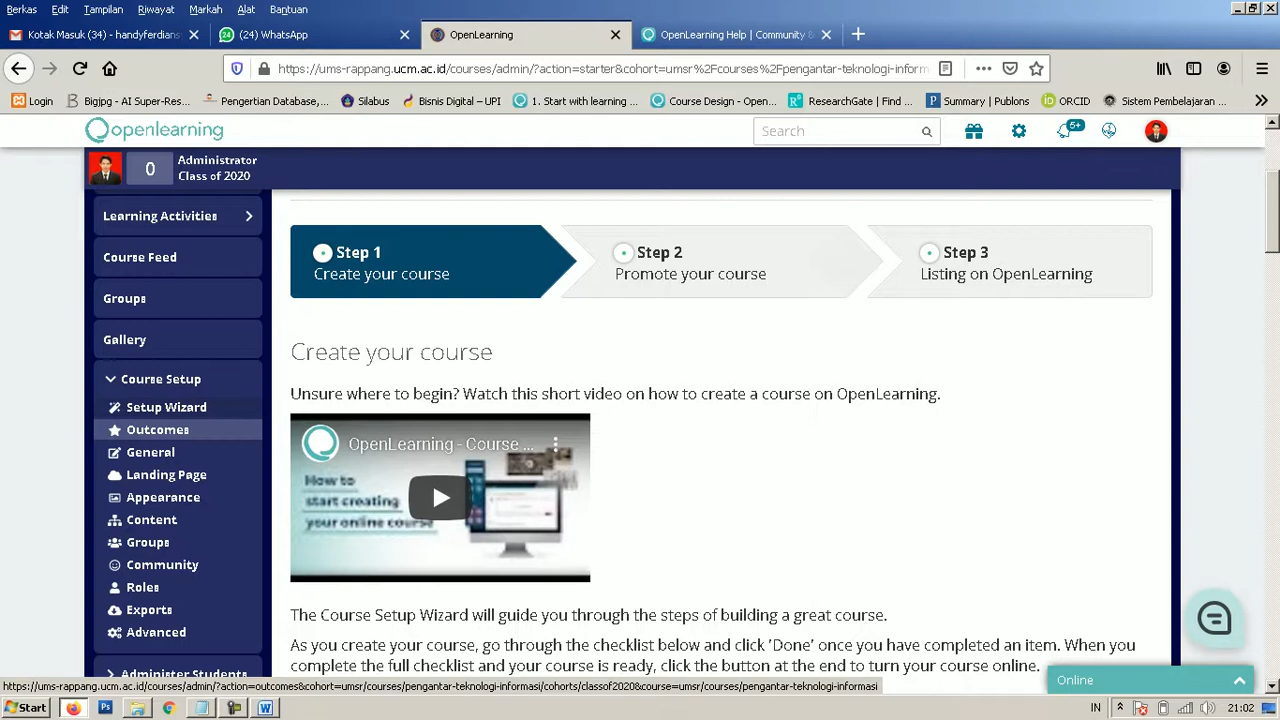 Berkas Edit Tampilan Riwayat Markah Alat Bantuan
Kotak Masuk (34) - handyferdians
(24) WhatsApp
OpenLearning
OpenLearning Help | Community &
https://ums-rappang.ucm.ac.id/courses/admin/?action=starter&cohort=umsr%2Fcourses%2Fpengantar-teknologi-inform
Login
Bigjpg - AI Super-Res...
Pengertian Database,...
Silabus
Bisnis Digital – UPI
1. Start with learning ...
Course Design - Open...
ResearchGate | Find ...
Summary | Publons
ORCID
Sistem Pembelajaran ...
openlearning
Search
5+
0
Administrator
Class of 2020
Learning Activities
Course Feed
Groups
Gallery
Course Setup
Setup Wizard
Outcomes
General
Landing Page
Appearance
Content
Groups
Community
Roles
Exports
Advanced
Administer Students
Step 1
Create your course
Step 2
Promote your course
Step 3
Listing on OpenLearning
Create your course
Unsure where to begin? Watch this short video on how to create a course on OpenLearning.
OpenLearning - Course ...
How to
start creating
your online course
The Course Setup Wizard will guide you through the steps of building a great course.
As you create your course, go through the checklist below and click 'Done' once you have completed an item. When you
complete the full checklist and your course is ready, click the button at the end to turn your course online.
Online
https://ums-rappang.ucm.ac.id/courses/admin/?action=outcomes&cohort=umsr/courses/pengantar-teknologi-informasi/cohorts/classof2020&course=umsr/courses/pengantar-teknologi-informasi
Start
IN
21:02